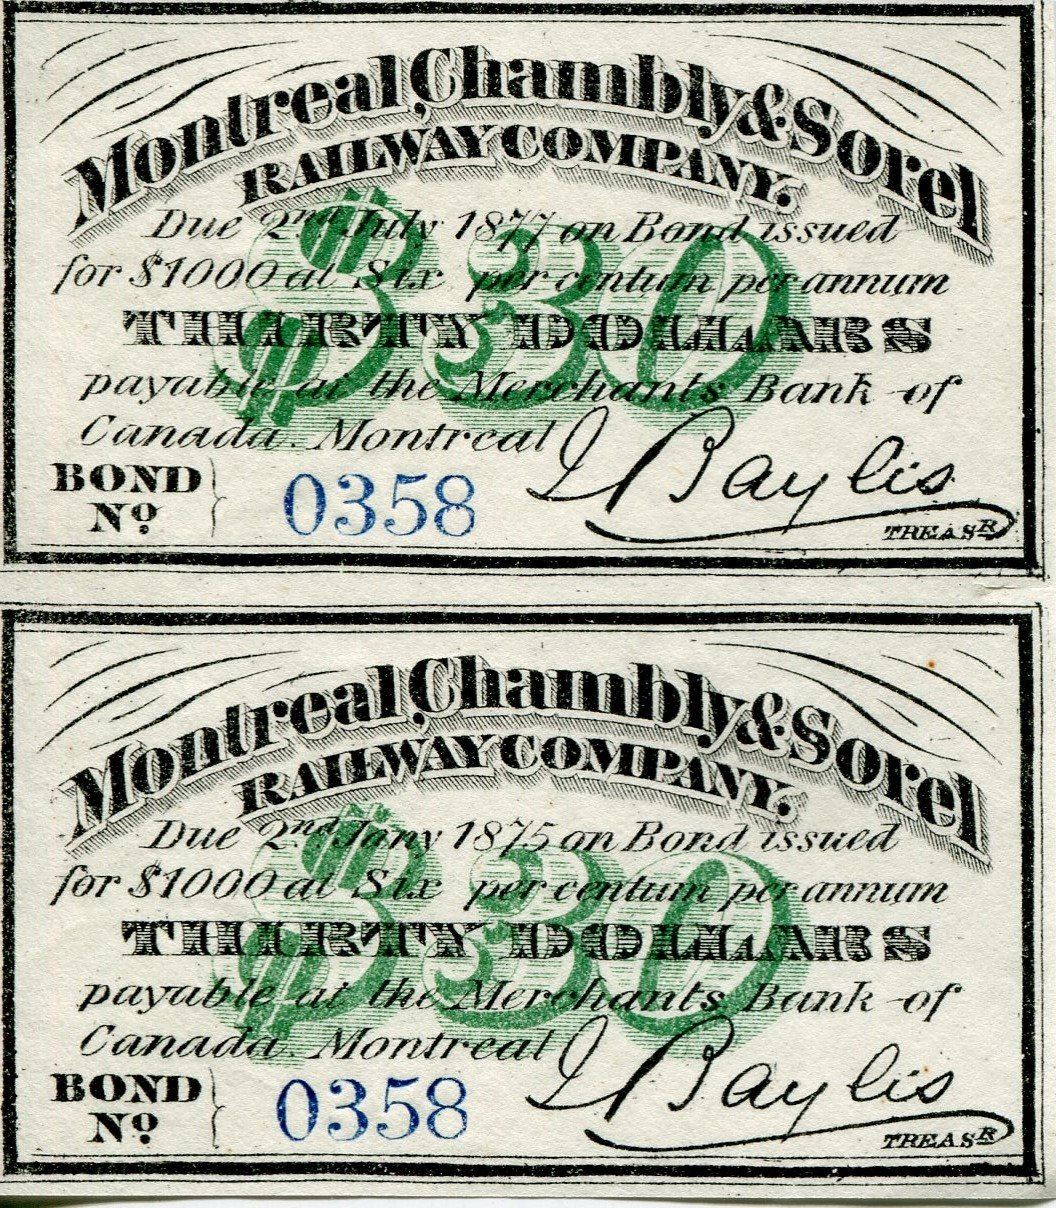 Montreal, Chambly & Sorel
RAILWAY COMPANY.
$30
Due 2nd July 1877 on Bond issued
for $1000 at Six per centum per annum
THIRTY DOLLARS
payable at the Merchants Bank of
Canada. Montreal
J Baylis
BOND
No.
0358
TREASR
Montreal, Chambly & Sorel
RAILWAY COMPANY.
$30
Due 2nd Jany 1875 on Bond issued
for $1000 at Six per centum per annum
THIRTY DOLLARS
payable at the Merchants Bank of
Canada. Montreal
J Baylis
BOND
No.
0358
TREASR